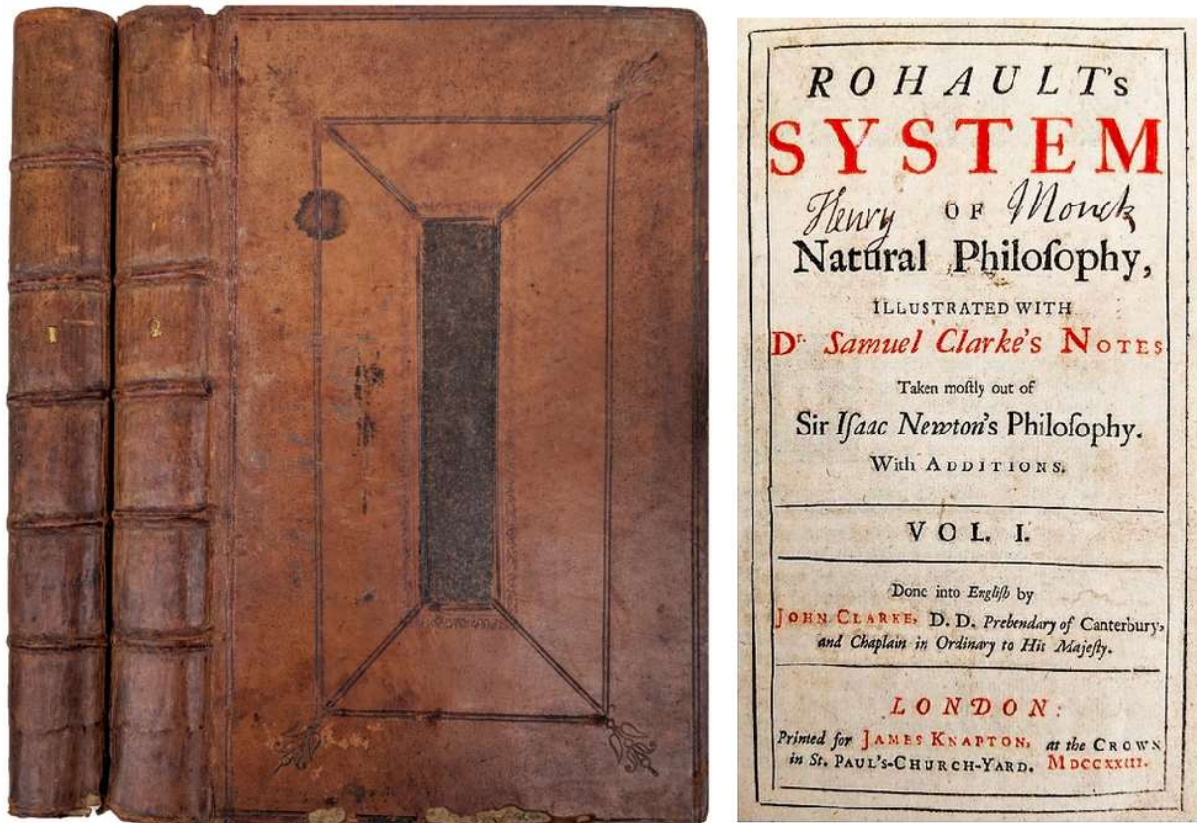 1
2
ROHAULT's
SYSTEM
Henry OF Monck
Natural Philoſophy,
ILLUSTRATED WITH
Dr. Samuel Clarke's NOTES
Taken moſtly out of
Sir Iſaac Newton's Philoſophy.
With ADDITIONS.
VOL. I.
Done into Engliſh by
JOHN CLARKE, D. D. Prebendary of Canterbury,
and Chaplain in Ordinary to His Majeſty.
LONDON:
Printed for JAMES KNAPTON, at the CROWN
in St. PAUL'S-CHURCH-YARD. MDCCXXIII.